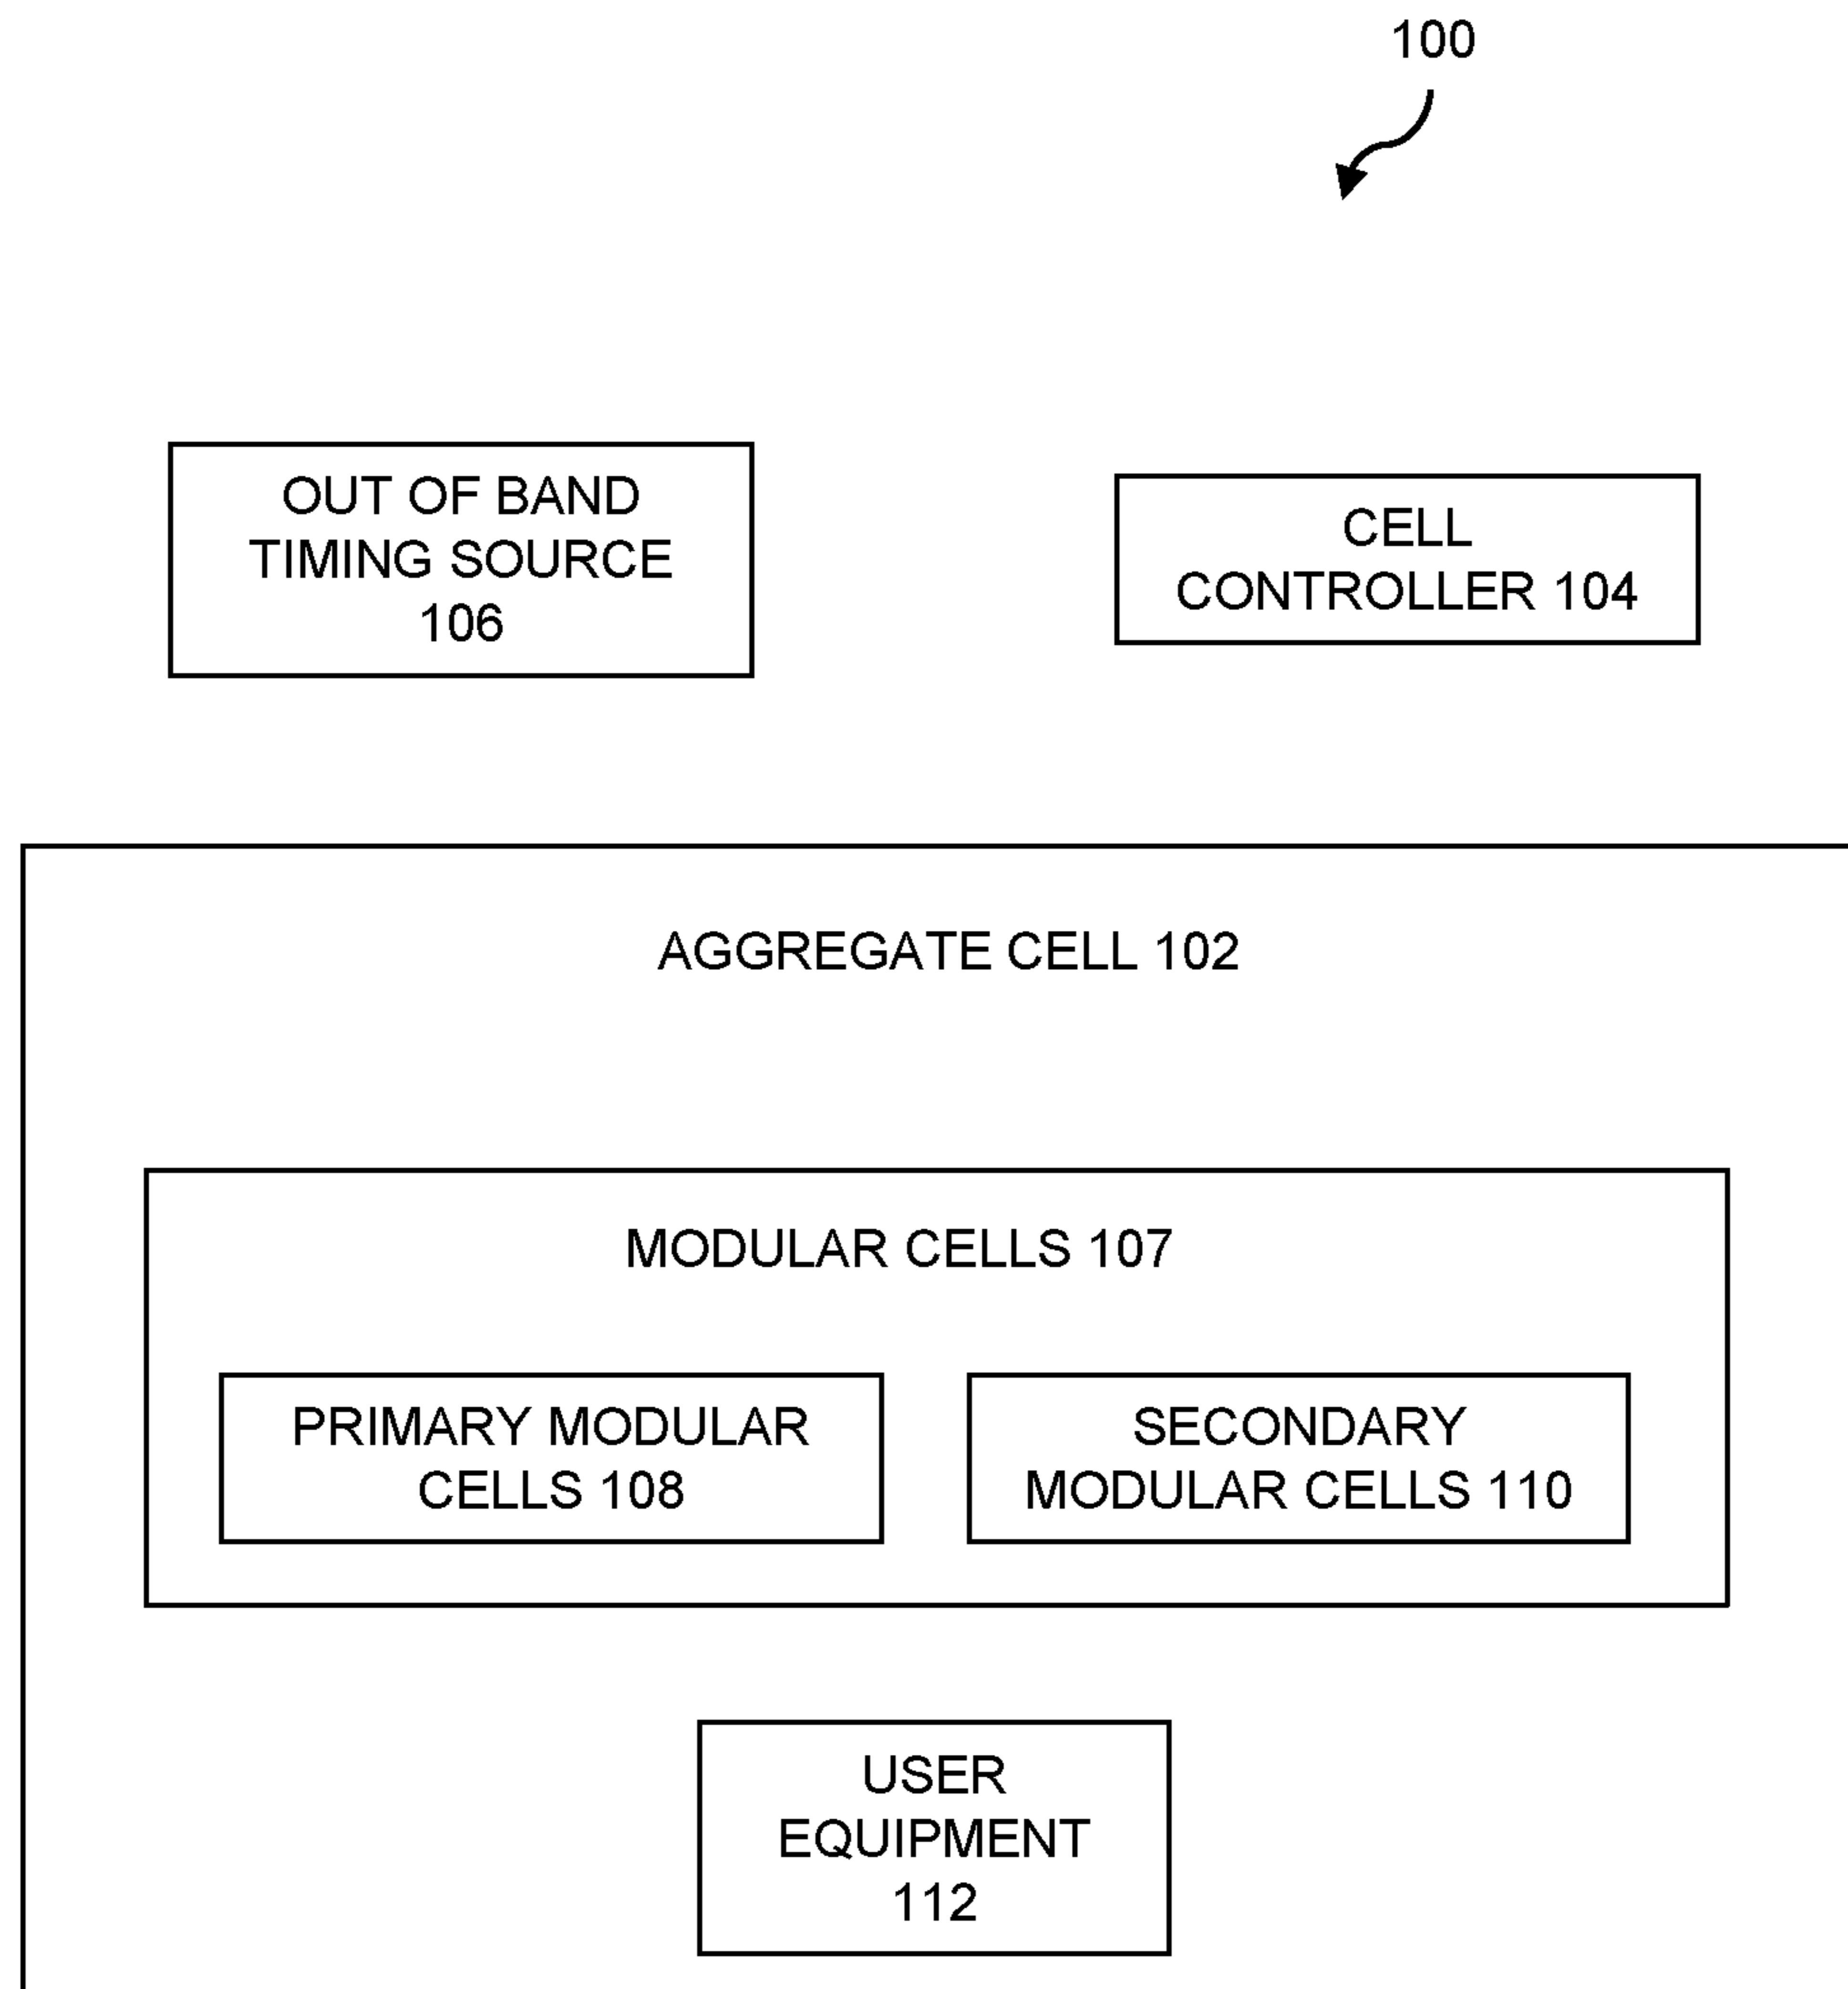 100
OUT OF BAND
TIMING SOURCE
106
CELL
CONTROLLER 104
AGGREGATE CELL 102
MODULAR CELLS 107
PRIMARY MODULAR
CELLS 108
SECONDARY
MODULAR CELLS 110
USER
EQUIPMENT
112